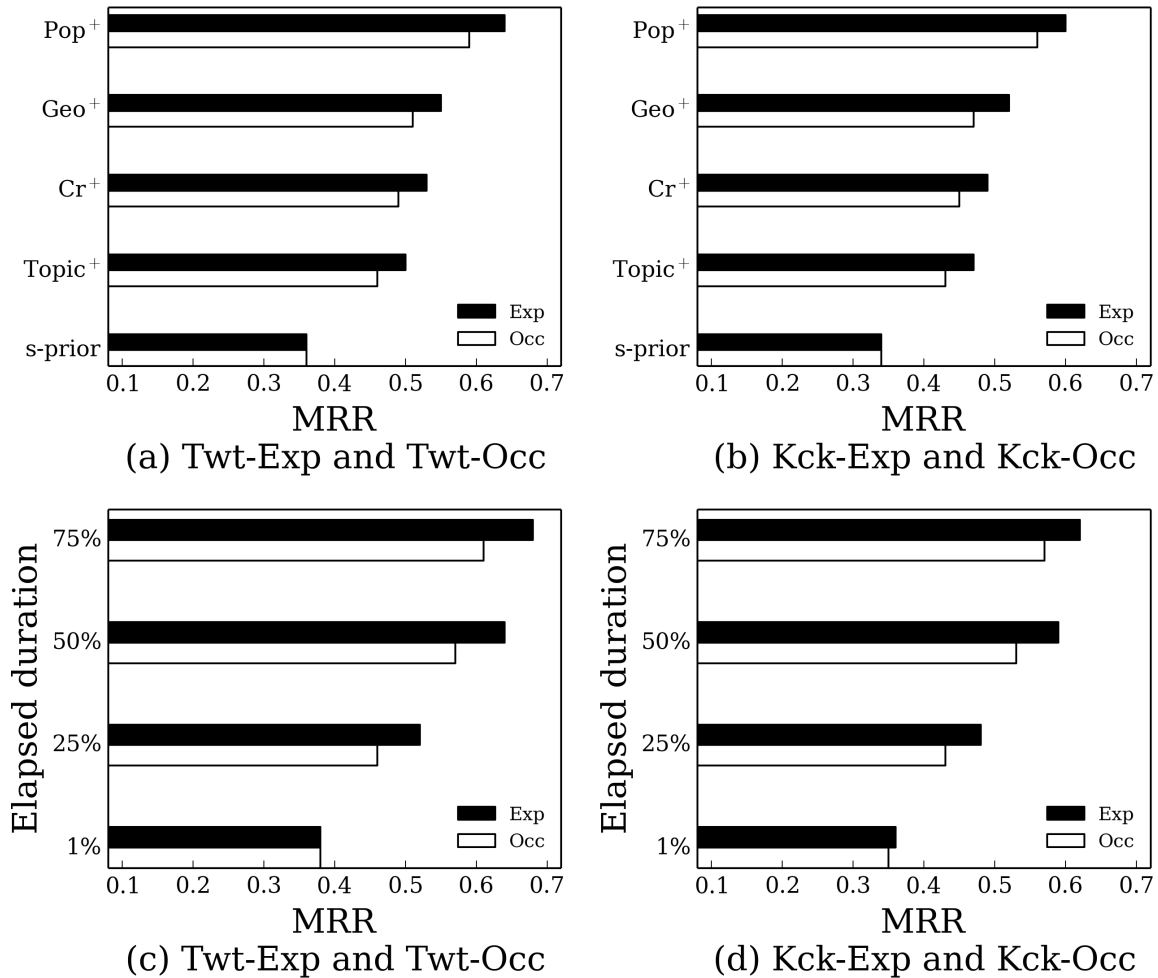 Pop+
Geo+
Cr+
Topic+
s-prior
Exp
Occ
0.1 0.2 0.3 0.4 0.5 0.6 0.7
MRR
(a) Twt-Exp and Twt-Occ
Pop+
Geo+
Cr+
Topic+
s-prior
Exp
Occ
0.1 0.2 0.3 0.4 0.5 0.6 0.7
MRR
(b) Kck-Exp and Kck-Occ
Elapsed duration
75%
50%
25%
1%
Exp
Occ
0.1 0.2 0.3 0.4 0.5 0.6 0.7
MRR
(c) Twt-Exp and Twt-Occ
Elapsed duration
75%
50%
25%
1%
Exp
Occ
0.1 0.2 0.3 0.4 0.5 0.6 0.7
MRR
(d) Kck-Exp and Kck-Occ